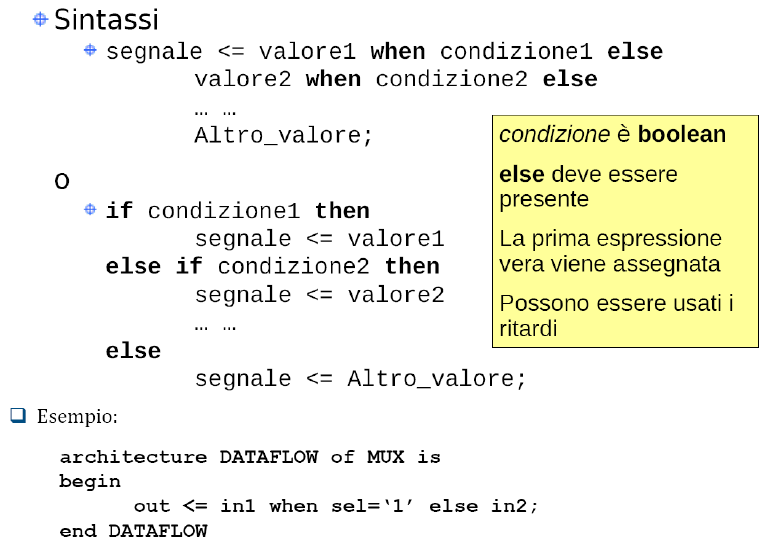 Sintassi
segnale <= valore1 when condizione1 else
valore2 when condizione2 else
… …
Altro_valore;
o
if condizione1 then
segnale <= valore1
else if condizione2 then
segnale <= valore2
… …
else
segnale <= Altro_valore;
condizione è boolean
else deve essere
presente
La prima espressione
vera viene assegnata
Possono essere usati i
ritardi
Esempio:
architecture DATAFLOW of MUX is
begin
out <= in1 when sel=‘1’ else in2;
end DATAFLOW